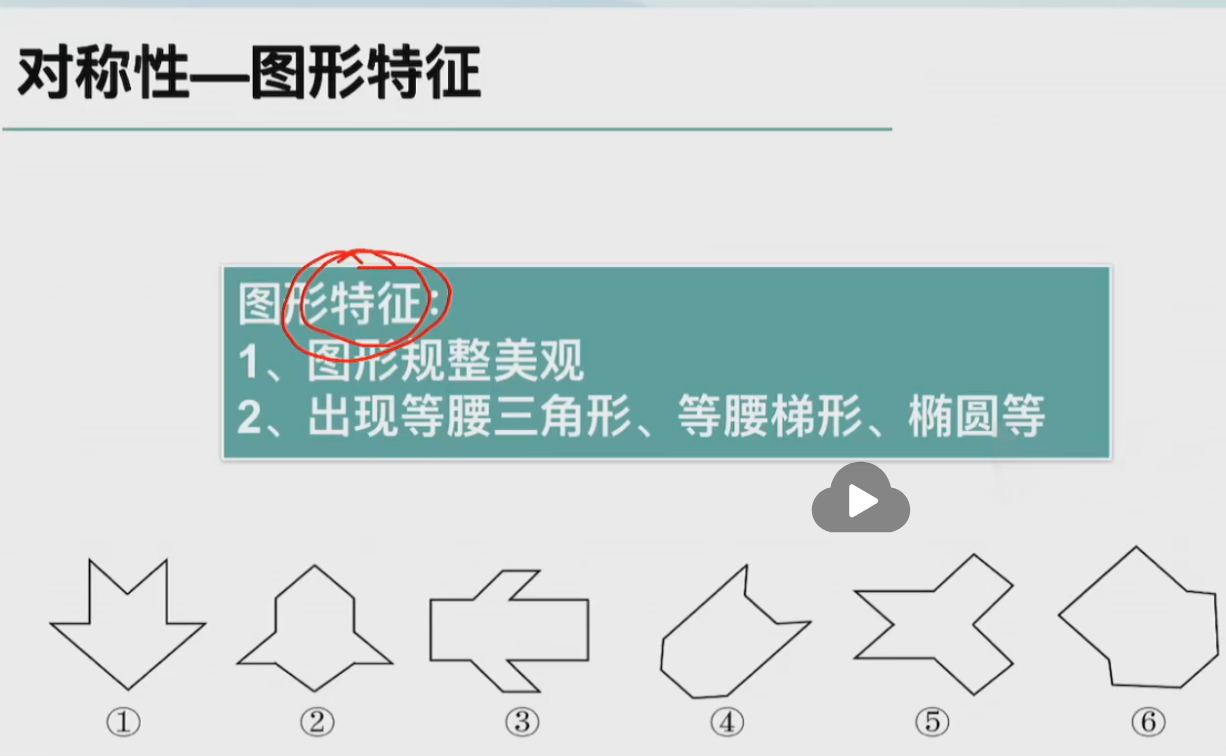 对称性—图形特征
图形特征：
1、图形规整美观
2、出现等腰三角形、等腰梯形、椭圆等
① ② ③ ④ ⑤ ⑥